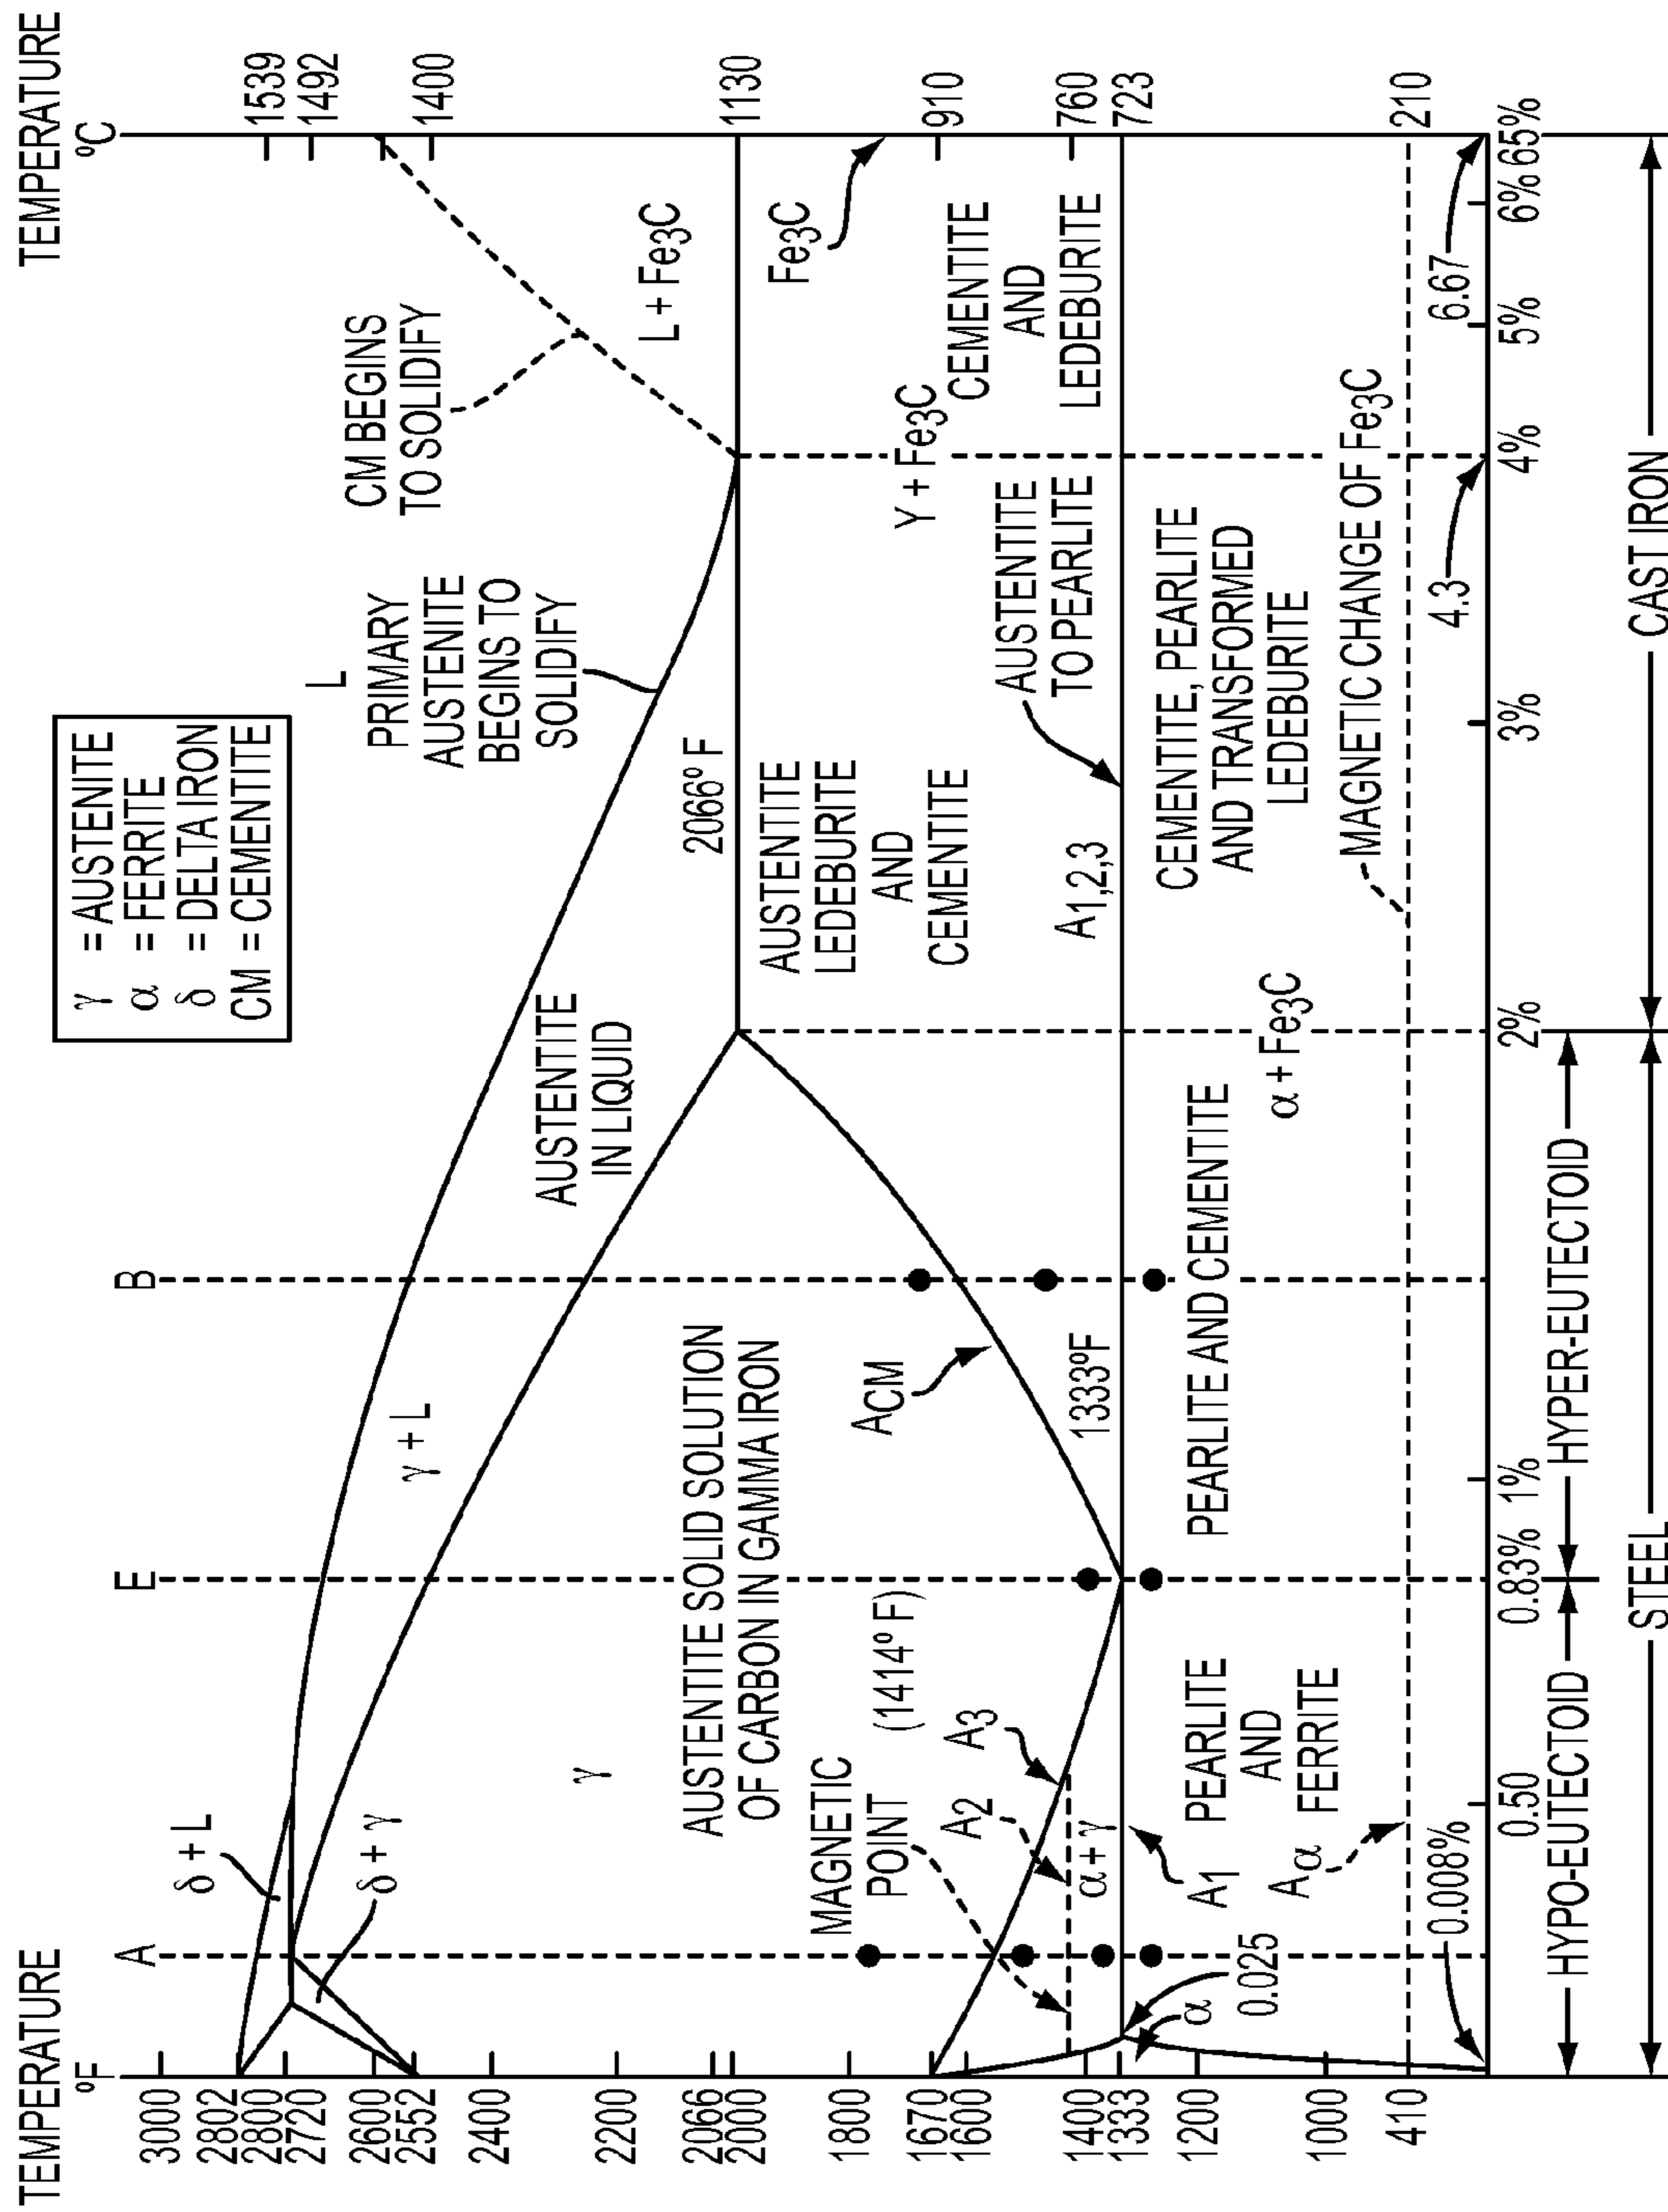 TEMPERATURE
°F
3000
2802
2800
2720
2600
2552
2400
2200
2066
2000
1800
1670
1600
1400
1333
1200
1000
410
A
E
B
TEMPERATURE
°C
1539
1492
1400
1130
910
760
723
210
γ = AUSTENITE
α = FERRITE
δ = DELTA IRON
CM = CEMENTITE
δ + L
δ + γ
γ + L
L
PRIMARY
AUSTENITE
BEGINS TO
SOLIDIFY
CM BEGINS
TO SOLIDIFY
AUSTENTITE
IN LIQUID
L + Fe3C
γ
AUSTENTITE SOLID SOLUTION
OF CARBON IN GAMMA IRON
2066° F
MAGNETIC
POINT
(1414° F)
ACM
AUSTENTITE
LEDEBURITE
AND
CEMENTITE
Fe3C
Y + Fe3C
CEMENTITE
AND
LEDEBURITE
A2
A3
α + γ
1333°F
A1,2,3
AUSTENTITE
TO PEARLITE
α
0.025
A1
PEARLITE
AND
FERRITE
Aα
PEARLITE AND CEMENTITE
α + Fe3C
CEMENTITE, PEARLITE
AND TRANSFORMED
LEDEBURITE
MAGNETIC CHANGE OF Fe3C
0.008%
4.3
6.67
0.50
0.83%
1%
2%
3%
4%
5%
6%
65%
HYPO-EUTECTOID
HYPER-EUTECTOID
STEEL
CAST IRON